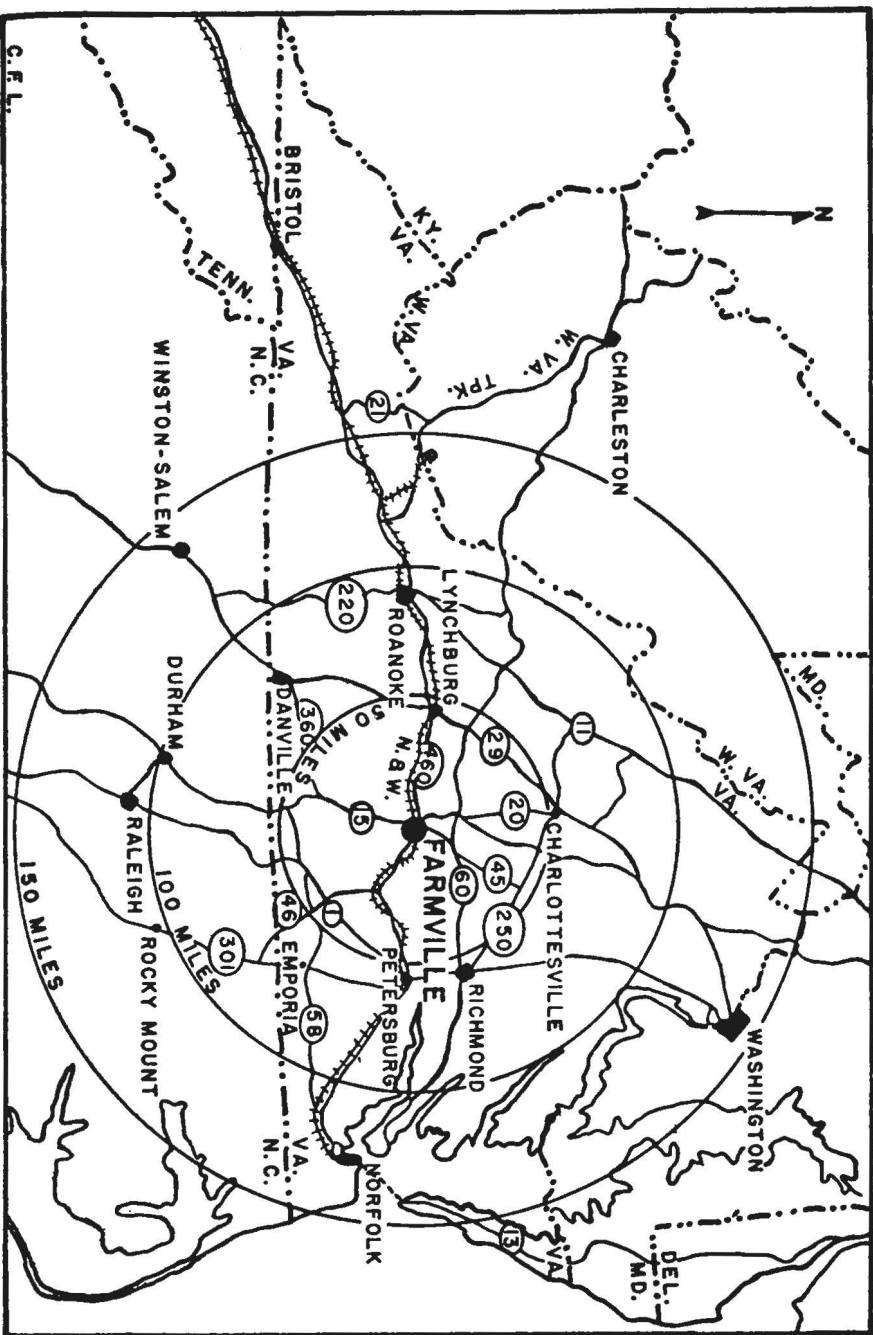 N
CHARLESTON
W. VA.
TPK.
KY.
VA.
W. VA.
BRISTOL
TENN.
VA.
N.C.
WINSTON-SALEM
C.F.L.
21
LYNCHBURG
ROANOKE
220
DANVILLE
360
50 MILES
460
N. & W.
29
11
MD.
W. VA.
VA.
20
CHARLOTTESVILLE
15
FARMVILLE
45
60
250
RICHMOND
PETERSBURG
WASHINGTON
DURHAM
RALEIGH
46
1
EMPORIA
301
58
100 MILES
ROCKY MOUNT
150 MILES
VA.
N.C.
NORFOLK
13
VA.
MD.
DEL.
MD.